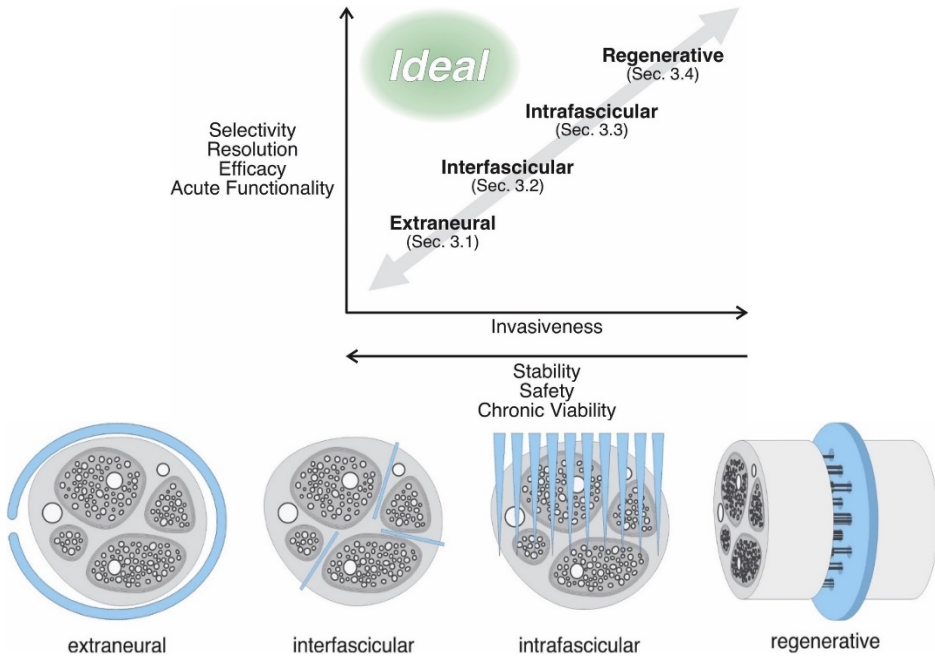 Ideal
Regenerative
(Sec. 3.4)
Intrafascicular
(Sec. 3.3)
Interfascicular
(Sec. 3.2)
Extraneural
(Sec. 3.1)
Selectivity
Resolution
Efficacy
Acute Functionality
Invasiveness
Stability
Safety
Chronic Viability
extraneural
interfascicular
intrafascicular
regenerative